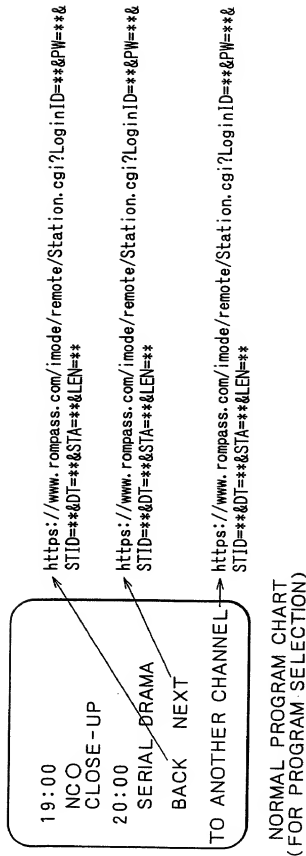 19:00
NC○
CLOSE-UP
20:00
SERIAL DRAMA
BACK NEXT
TO ANOTHER CHANNEL
https://www.rompass.com/imode/remote/Station.cgi?LoginID=**&PW=**&
STID=**&DT=**&STA=**&LEN=**
https://www.rompass.com/imode/remote/Station.cgi?LoginID=**&PW=**&
STID=**&DT=**&STA=**&LEN=**
https://www.rompass.com/imode/remote/Station.cgi?LoginID=**&PW=**&
STID=**&DT=**&STA=**&LEN=**
NORMAL PROGRAM CHART
(FOR PROGRAM SELECTION)